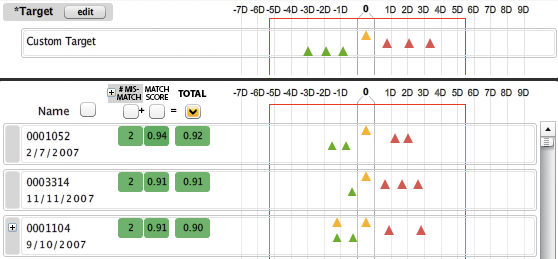 *Target edit -7D -6D -5D -4D -3D -2D -1D 0 1D 2D 3D 4D 5D 6D 7D 8D 9D
Custom Target
Name # MIS-MATCH + MATCH SCORE = TOTAL -7D -6D -5D -4D -3D -2D -1D 0 1D 2D 3D 4D 5D 6D 7D 8D 9D
0001052 2 0.94 0.92
2/7/2007
0003314 2 0.91 0.91
11/11/2007
0001104 2 0.91 0.90
9/10/2007